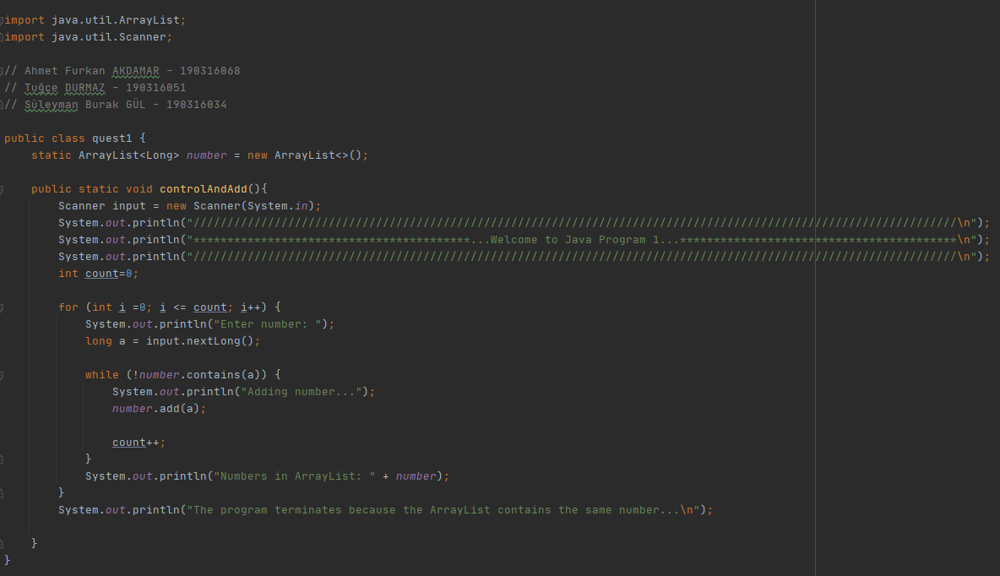 import java.util.ArrayList;
import java.util.Scanner;
// Ahmet Furkan AKDAMAR - 190316068
// Tuğçe DURMAZ - 190316051
// Süleyman Burak GÜL - 190316034
public class quest1 {
static ArrayList<Long> number = new ArrayList<>();
public static void controlAndAdd(){
Scanner input = new Scanner(System.in);
System.out.println("/////////////////////////////////////////////////////////////////////////////////////////////////////////////////\n");
System.out.println("*****************************************...Welcome to Java Program 1...*****************************************\n");
System.out.println("/////////////////////////////////////////////////////////////////////////////////////////////////////////////////\n");
int count=0;
for (int i =0; i <= count; i++) {
System.out.println("Enter number: ");
long a = input.nextLong();
while (!number.contains(a)) {
System.out.println("Adding number...");
number.add(a);
count++;
}
System.out.println("Numbers in ArrayList: " + number);
}
System.out.println("The program terminates because the ArrayList contains the same number...\n");
}
}